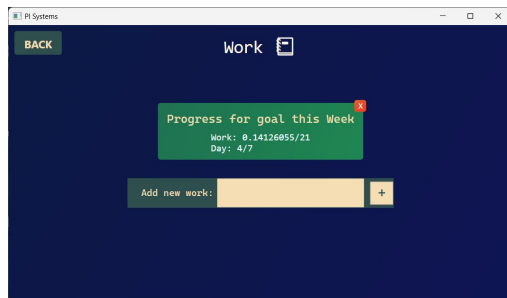 PI Systems
BACK
Work
X
Progress for goal this Week
Work: 0.14126055/21
Day: 4/7
Add new work:
+